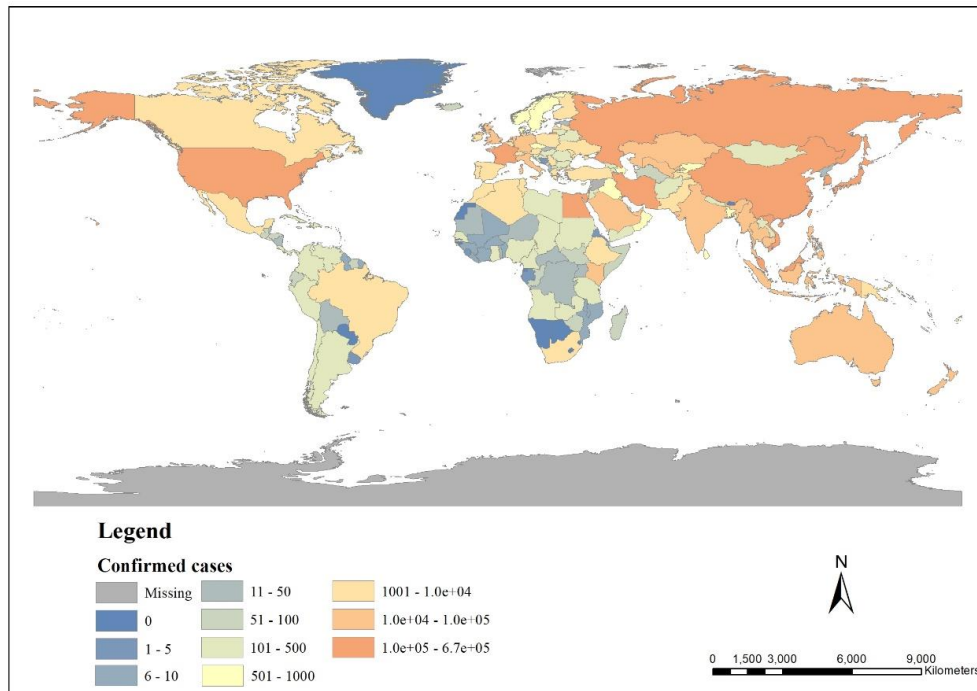 Legend
Confirmed cases
Missing
0
1 - 5
6 - 10
11 - 50
51 - 100
101 - 500
501 - 1000
1001 - 1.0e+04
1.0e+04 - 1.0e+05
1.0e+05 - 6.7e+05
N
0 1,500 3,000 6,000 9,000
Kilometers